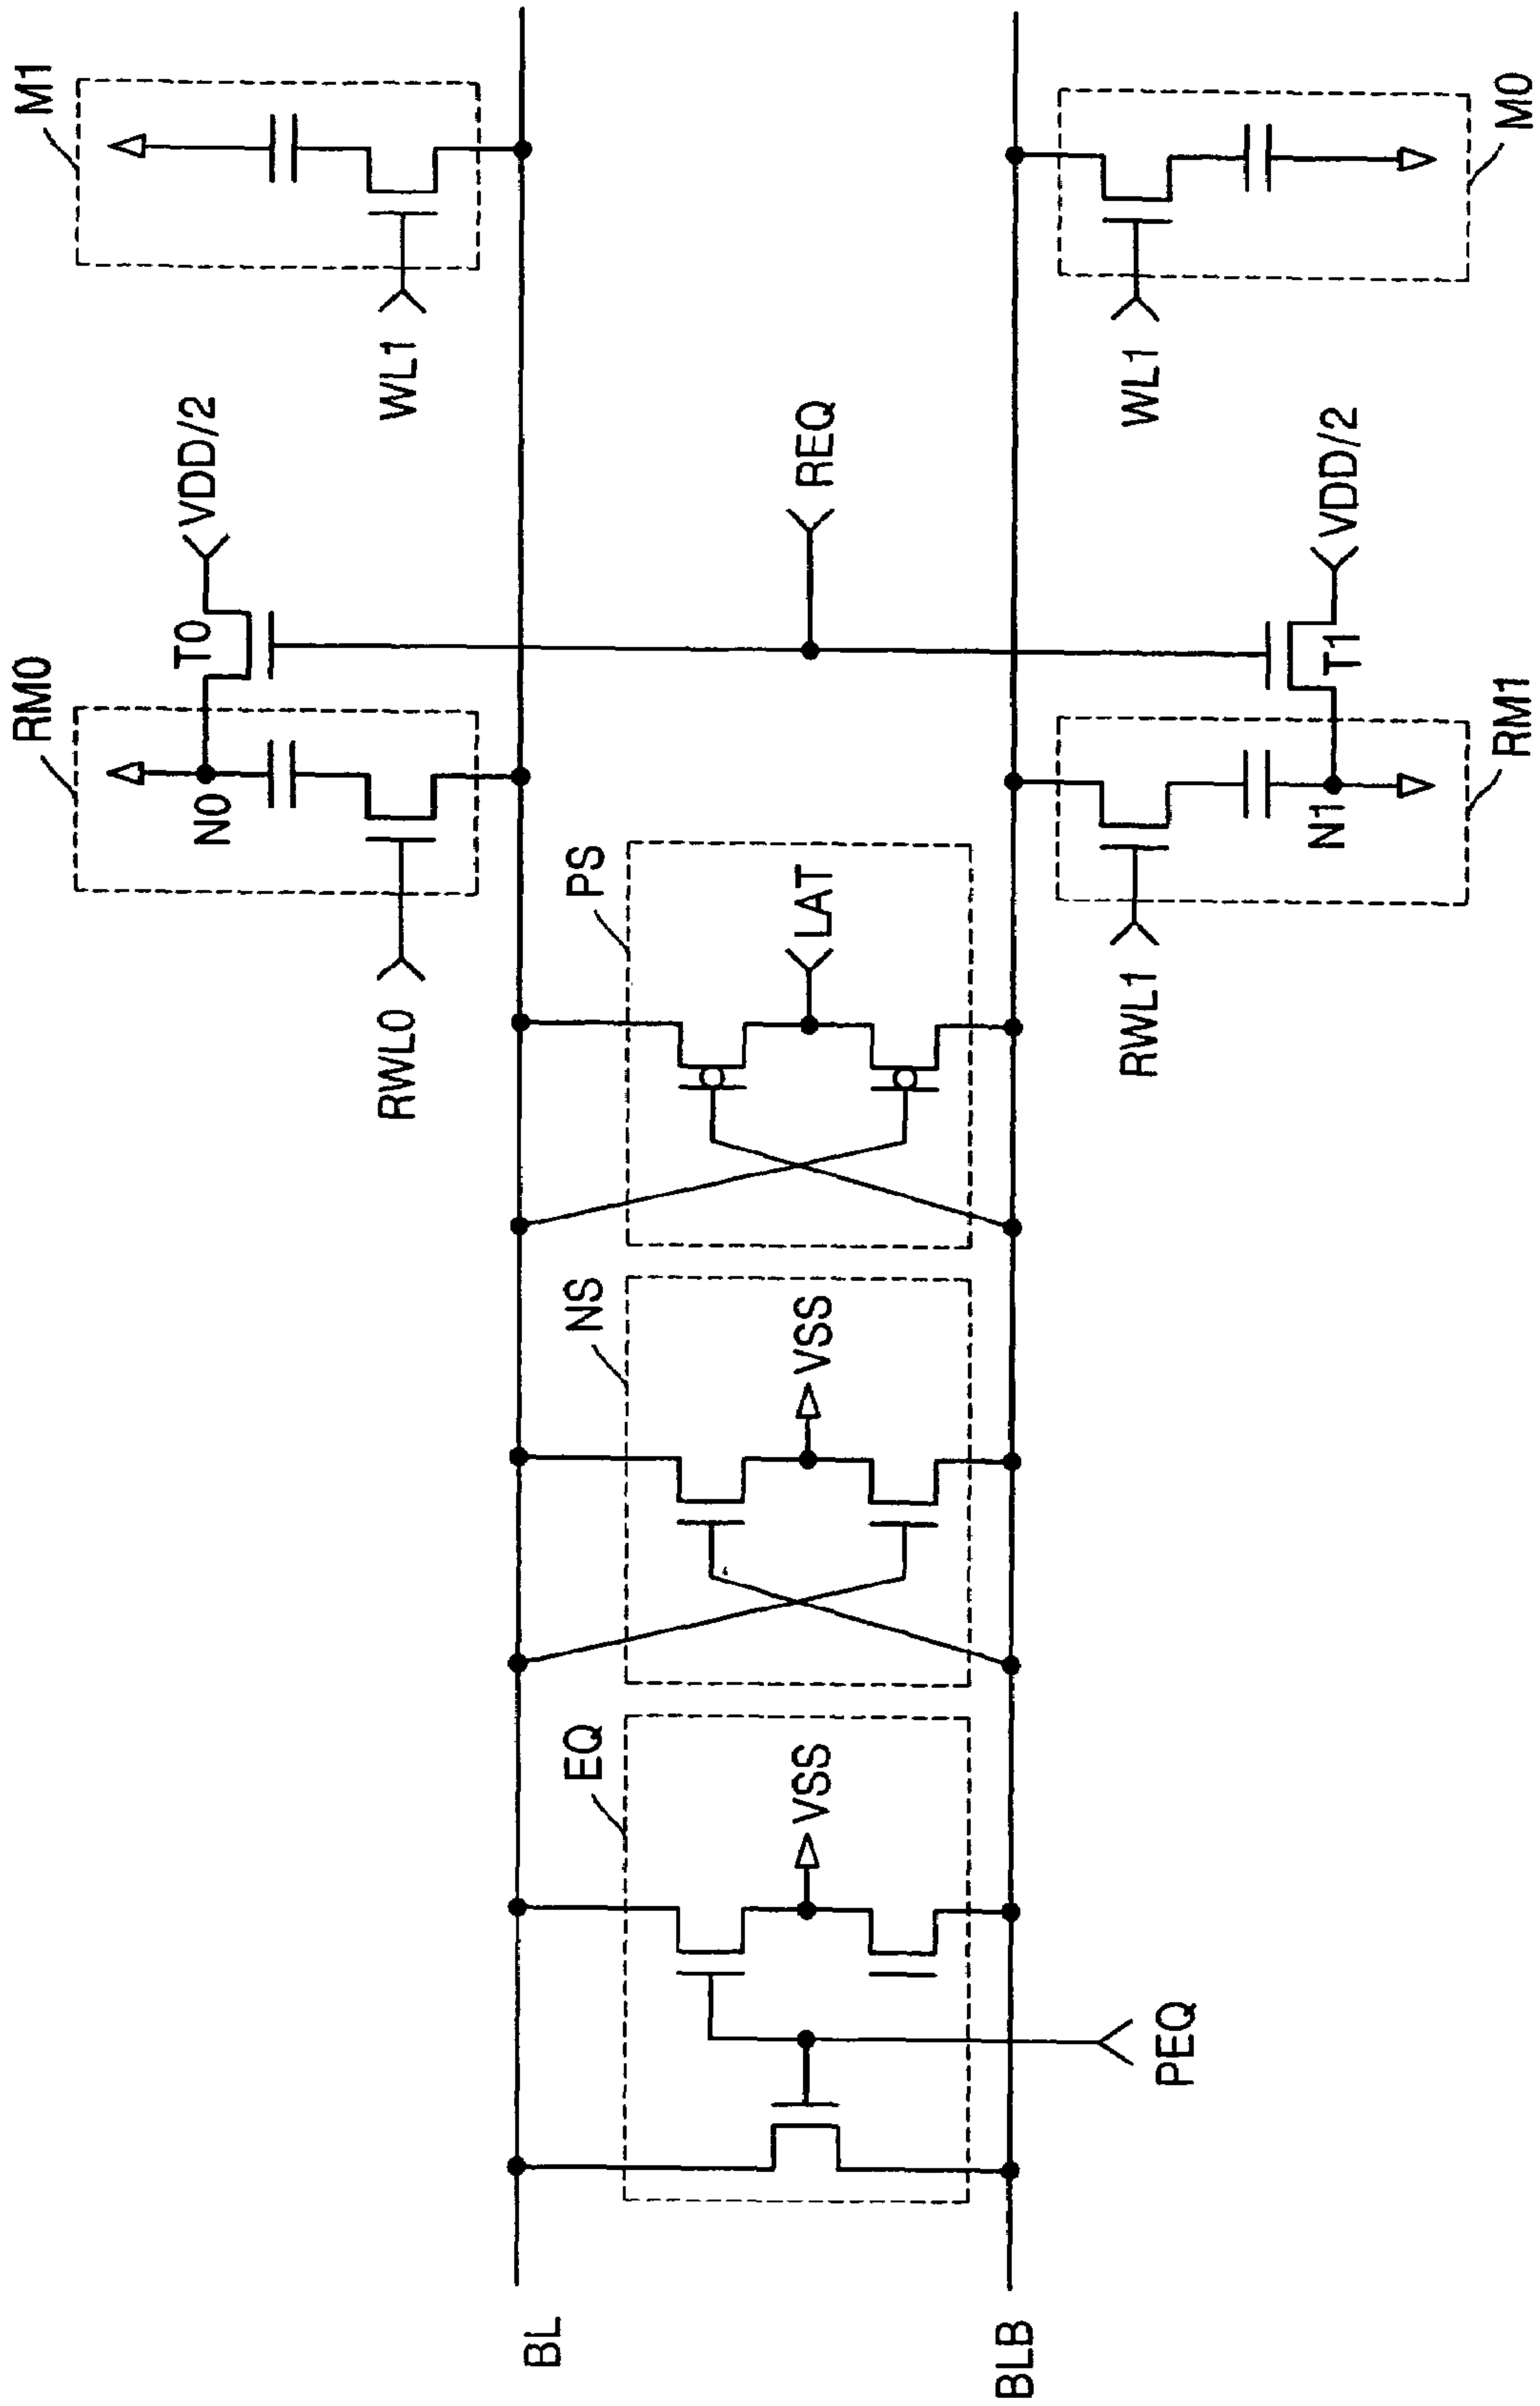 M1
RM0
VDD/2
T0
N0
WL1
RWL0
PS
LAT
REQ
NS
VSS
EQ
VSS
BL
BLB
PEQ
RWL1
WL1
N1
T1
VDD/2
RM1
M0